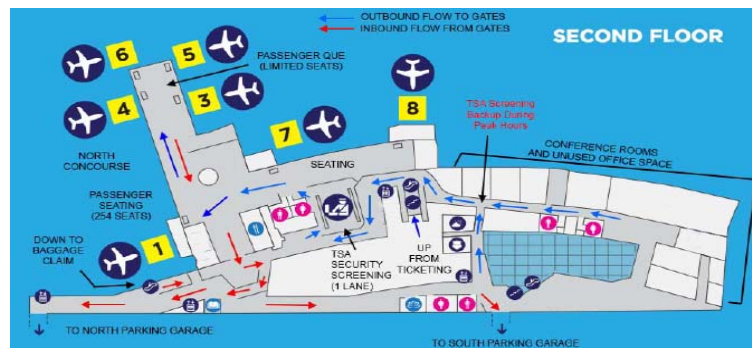 OUTBOUND FLOW TO GATES
INBOUND FLOW FROM GATES
SECOND FLOOR
6
5
PASSENGER QUE
(LIMITED SEATS)
4
3
8
TSA Screening
Backup During
Peak Hours
7
CONFERENCE ROOMS
AND UNUSED OFFICE SPACE
NORTH
CONCOURSE
SEATING
PASSENGER
SEATING
(254 SEATS)
DOWN TO
BAGGAGE
CLAIM
1
TSA
SECURITY
SCREENING
(1 LANE)
UP
FROM
TICKETING
TO NORTH PARKING GARAGE
TO SOUTH PARKING GARAGE